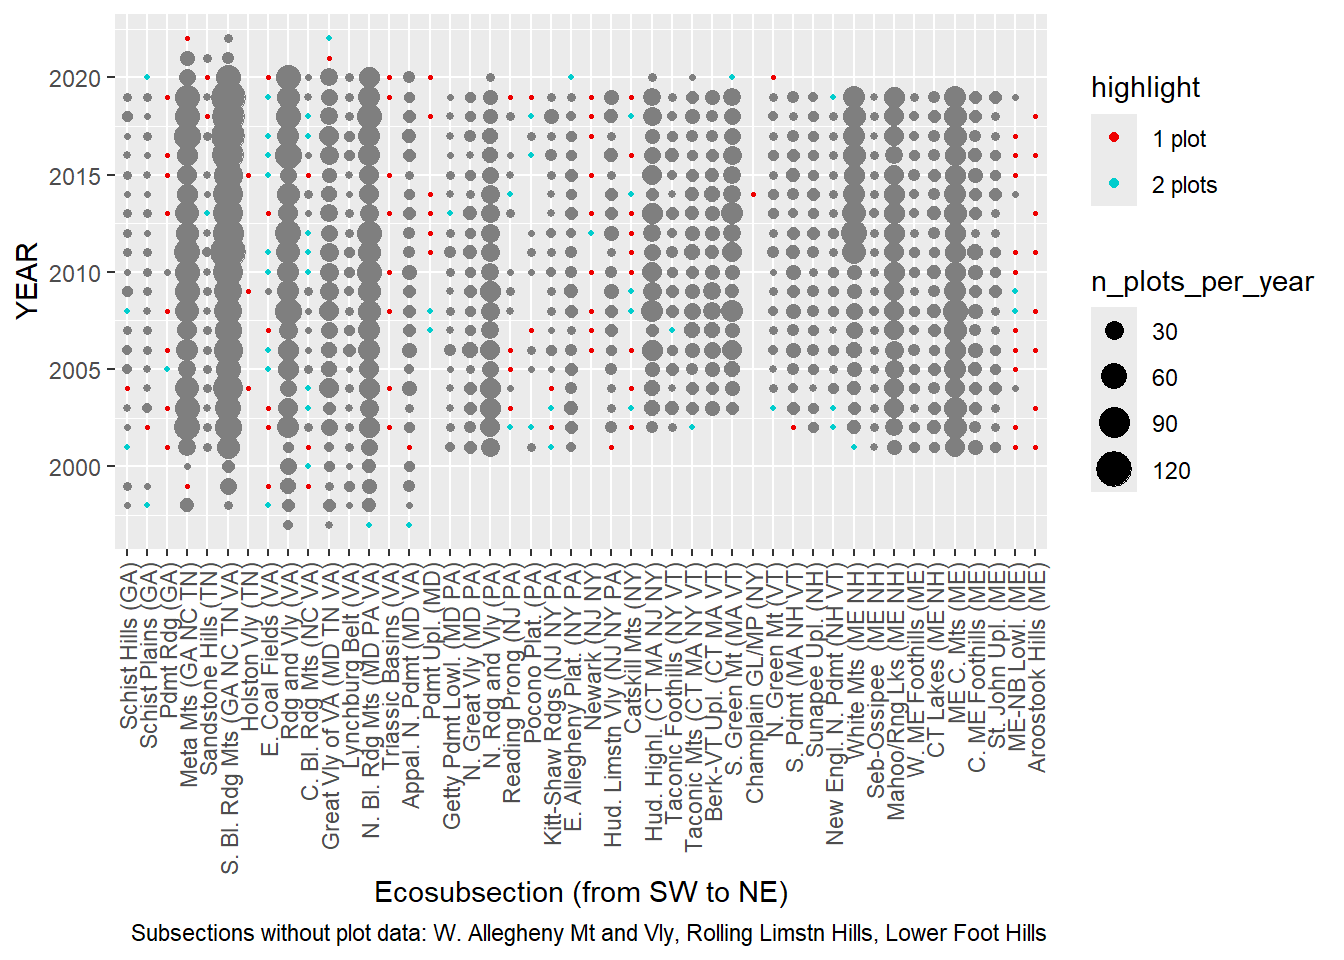 highlight
1 plot
2 plots
n_plots_per_year
30
60
90
120
YEAR
2020
2015
2010
2005
2000
Schist Hills (GA)
Schist Plains (GA)
Pdmt Rdg (GA)
Meta Mts (GA NC TN)
Sandstone Hills (TN)
S. Bl. Rdg Mts (GA NC TN VA)
Holston Vly (TN)
E. Coal Fields (VA)
Rdg and Vly (VA)
C. Bl. Rdg Mts (NC VA)
Great Vly of VA (MD TN VA)
Lynchburg Belt (VA)
N. Bl. Rdg Mts (MD PA VA)
Triassic Basins (VA)
Appal. N. Pdmt (MD VA)
Pdmt Upl. (MD)
Getty Pdmt Lowl. (MD PA)
N. Great Vly (MD PA)
N. Rdg and Vly (PA)
Reading Prong (NJ PA)
Pocono Plat. (PA)
Kitt-Shaw Rdgs (NJ NY PA)
E. Allegheny Plat. (NY PA)
Newark (NJ NY)
Hud. Limstn Vly (NJ NY PA)
Catskill Mts (NY)
Hud. Highl. (CT MA NJ NY)
Taconic Foothills (NY VT)
Taconic Mts (CT MA NY VT)
Berk-VT Upl. (CT MA VT)
S. Green Mt (MA VT)
Champlain GL/MP (NY)
N. Green Mt (VT)
S. Pdmt (MA NH VT)
Sunapee Upl. (NH)
New Engl. N. Pdmt (NH VT)
White Mts (ME NH)
Seb-Ossipee (ME NH)
Mahoo/Rng Lks (ME NH)
W. ME Foothills (ME)
CT Lakes (ME NH)
ME C. Mts (ME)
C. ME Foothills (ME)
St. John Upl. (ME)
ME-NB Lowl. (ME)
Aroostook Hills (ME)
Ecosubsection (from SW to NE)
Subsections without plot data: W. Allegheny Mt and Vly, Rolling Limstn Hills, Lower Foot Hills